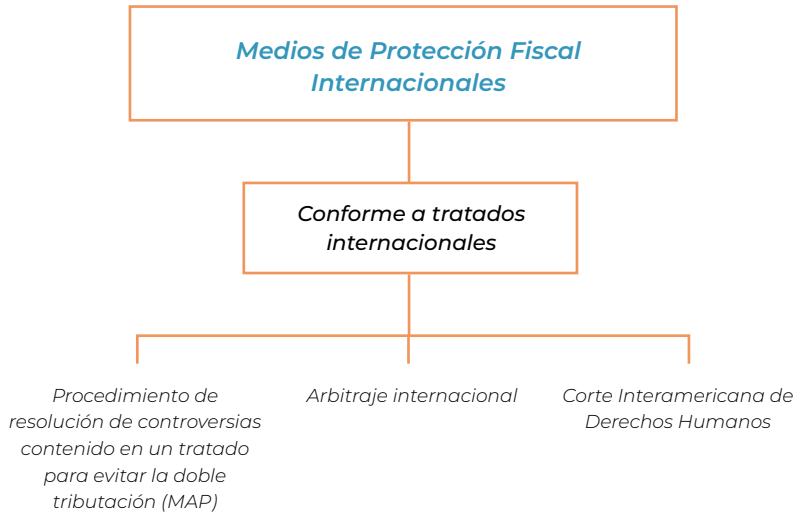 Medios de Protección Fiscal
Internacionales
Conforme a tratados
internacionales
Procedimiento de
resolución de controversias
contenido en un tratado
para evitar la doble
tributación (MAP)
Arbitraje internacional
Corte Interamericana de
Derechos Humanos